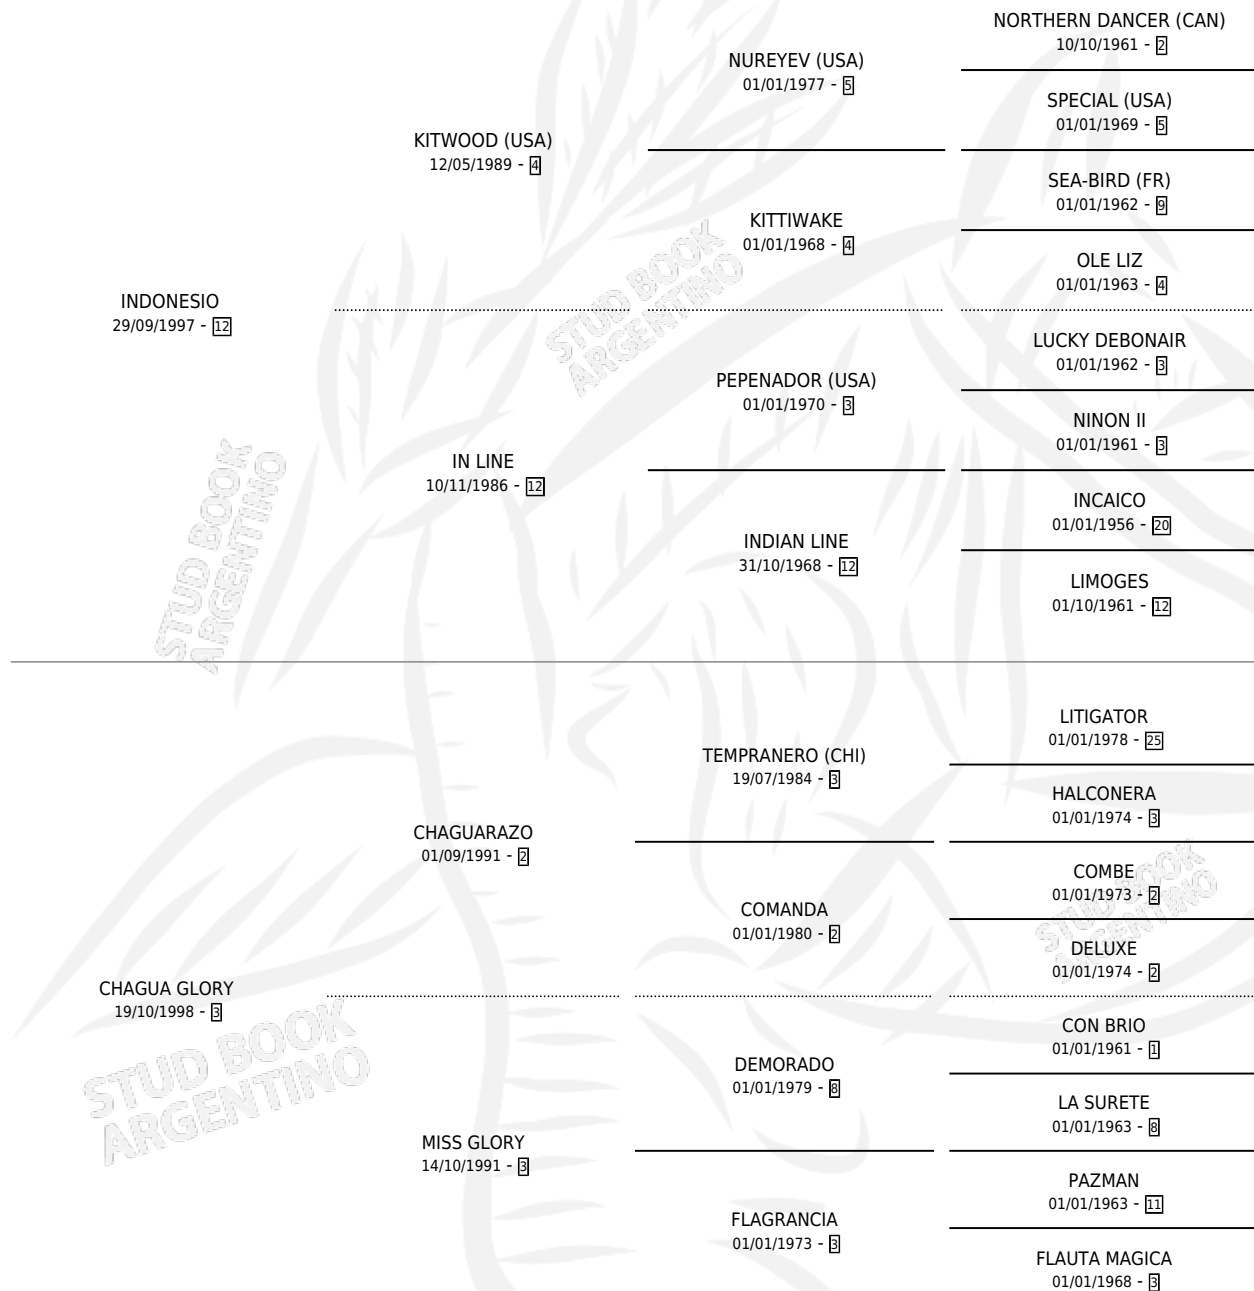 NORTHERN DANCER (CAN)
10/10/1961 - 2
NUREYEV (USA)
01/01/1977 - 5
SPECIAL (USA)
01/01/1969 - 5
KITWOOD (USA)
12/05/1989 - 4
SEA-BIRD (FR)
01/01/1962 - 9
KITTIWAKE
01/01/1968 - 4
OLE LIZ
01/01/1963 - 4
INDONESIO
29/09/1997 - 12
LUCKY DEBONAIR
01/01/1962 - 3
PEPENADOR (USA)
01/01/1970 - 3
NINON II
01/01/1961 - 3
IN LINE
10/11/1986 - 12
INCAICO
01/01/1956 - 20
INDIAN LINE
31/10/1968 - 12
LIMOGES
01/10/1961 - 12
LITIGATOR
01/01/1978 - 25
TEMPRANERO (CHI)
19/07/1984 - 3
HALCONERA
01/01/1974 - 3
CHAGUARAZO
01/09/1991 - 2
COMBE
01/01/1973 - 2
COMANDA
01/01/1980 - 2
DELUXE
01/01/1974 - 2
CHAGUA GLORY
19/10/1998 - 3
CON BRIO
01/01/1961 - 1
DEMORADO
01/01/1979 - 8
LA SURETE
01/01/1963 - 8
MISS GLORY
14/10/1991 - 3
PAZMAN
01/01/1963 - 11
FLAGRANCIA
01/01/1973 - 3
FLAUTA MAGICA
01/01/1968 - 3
STUD BOOK
ARGENTINO
STUD BOOK
ARGENTINO
STUD BOOK
ARGENTINO
STUD BOOK
ARGENTINO